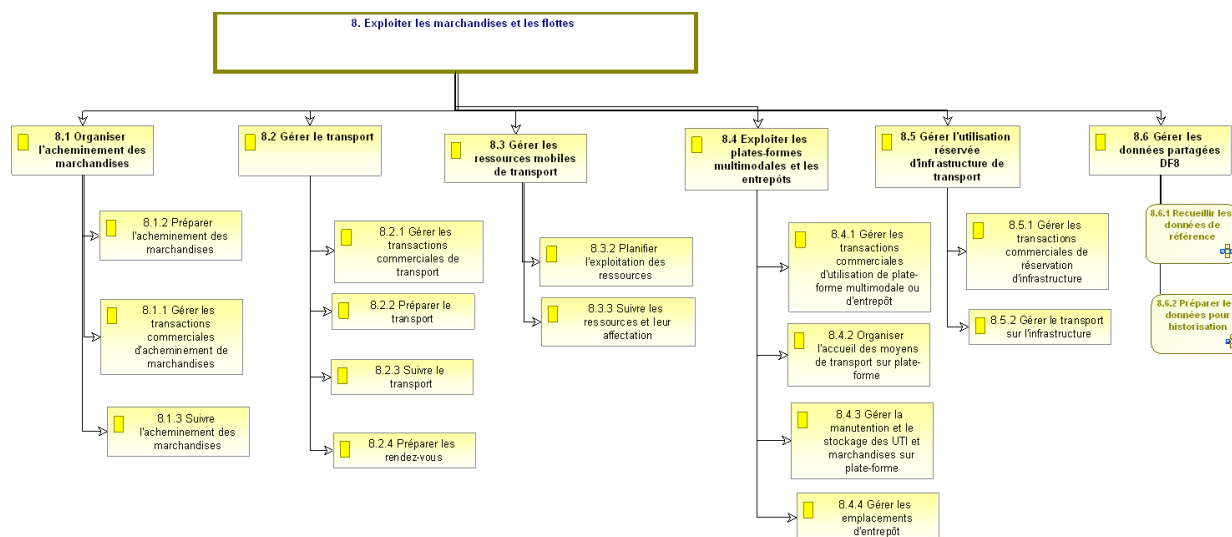 8. Exploiter les marchandises et les flottes
8.1 Organiser
l'acheminement des
marchandises
8.1.2 Préparer
l'acheminement des
marchandises
8.1.1 Gérer les
transactions
commerciales
d'acheminement de
marchandises
8.1.3 Suivre
l'acheminement des
marchandises
8.2 Gérer le transport
8.2.1 Gérer les
transactions
commerciales de
transport
8.2.2 Préparer le
transport
8.2.3 Suivre le
transport
8.2.4 Préparer les
rendez-vous
8.3 Gérer les
ressources mobiles
de transport
8.3.2 Planifier
l'exploitation des
ressources
8.3.3 Suivre les
ressources et leur
affectation
8.4 Exploiter les
plates-formes
multimodales et les
entrepôts
8.4.1 Gérer les
transactions
commerciales
d'utilisation de plate-
forme multimodale ou
d'entrepôt
8.4.2 Organiser
l'accueil des moyens
de transport sur plate-
forme
8.4.3 Gérer la
manutention et le
stockage des UTI et
marchandises sur
plate-forme
8.4.4 Gérer les
emplacements
d'entrepôt
8.5 Gérer l'utilisation
réservée
d'infrastructure de
transport
8.5.1 Gérer les
transactions
commerciales de
réservation
d'infrastructure
8.5.2 Gérer le transport
sur l'infrastructure
8.6 Gérer les
données partagées
DF8
8.6.1 Recueillir les
données de
référence
8.6.2 Préparer les
données pour
historisation